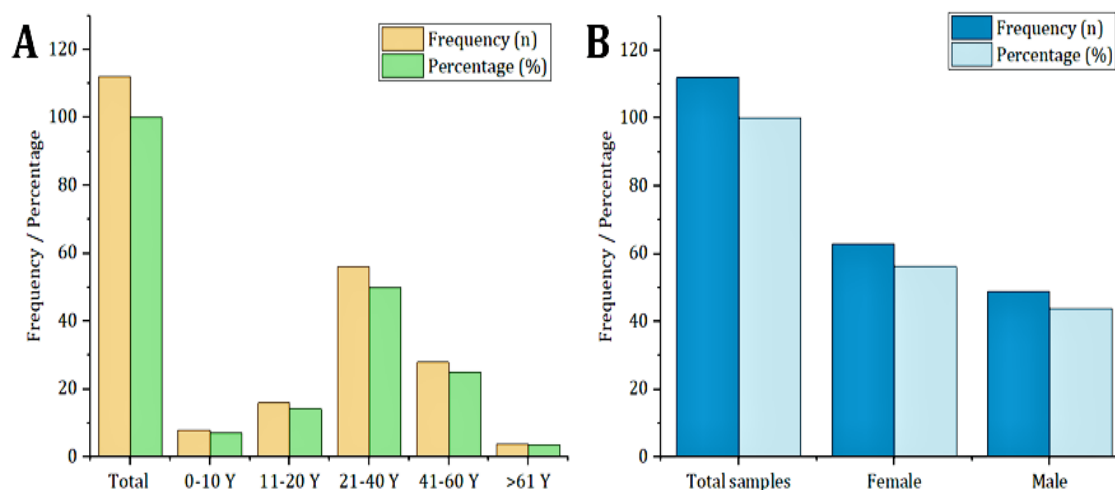 A
Frequency (n)
Percentage (%)
Frequency / Percentage
120
100
80
60
40
20
0
Total 0-10 Y 11-20 Y 21-40 Y 41-60 Y >61 Y
B
Frequency (n)
Percentage (%)
Frequency / Percentage
120
100
80
60
40
20
0
Total samples Female Male